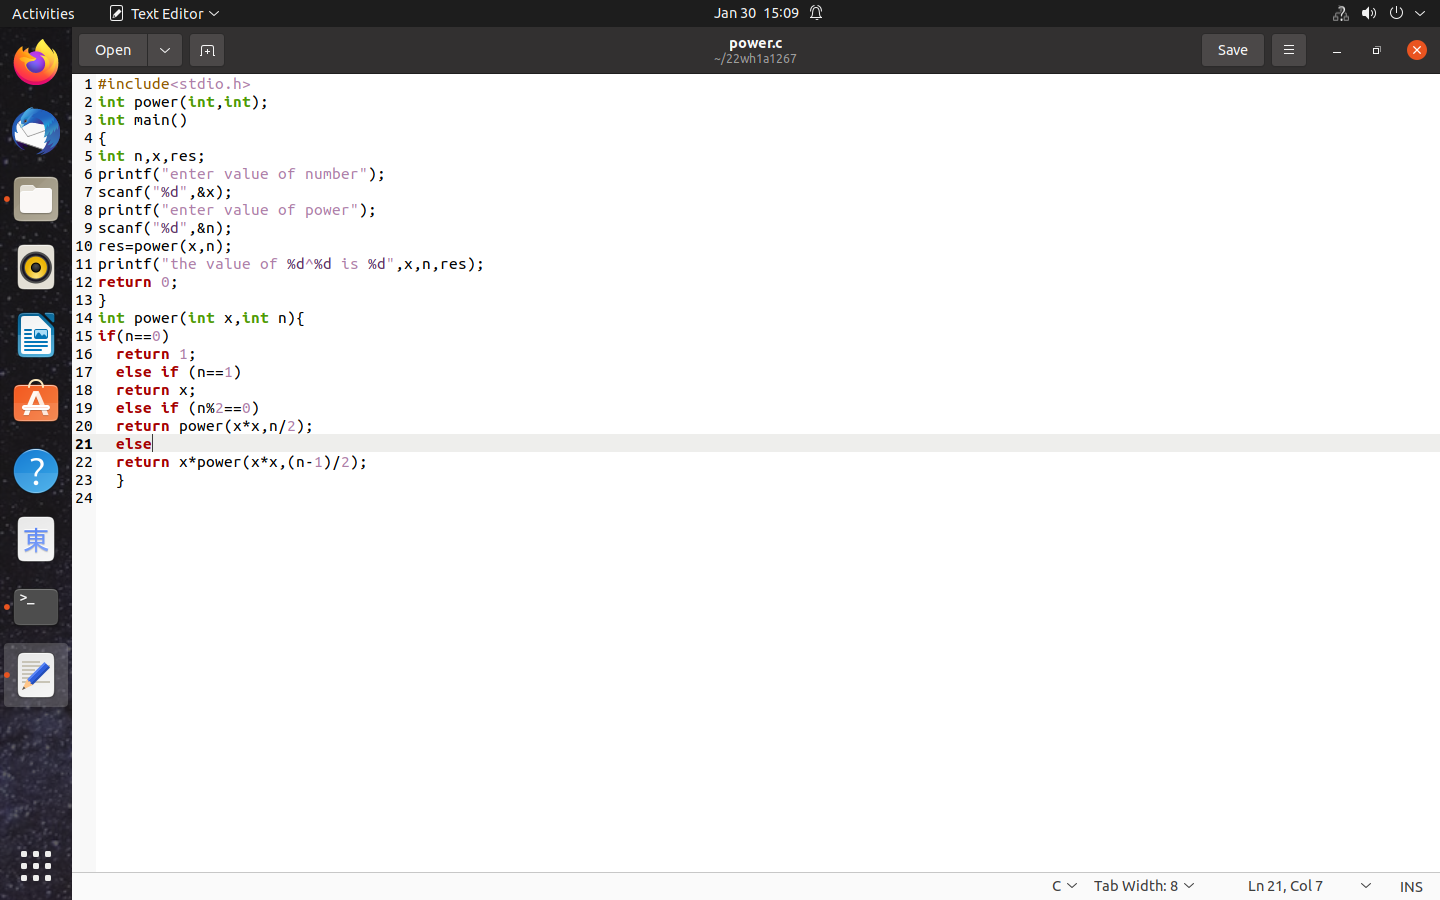 Activities Text Editor Jan 30 15:09
Open power.c Save
~/22wh1a1267
1 #include<stdio.h>
2 int power(int,int);
3 int main()
4 {
5 int n,x,res;
6 printf("enter value of number");
7 scanf("%d",&x);
8 printf("enter value of power");
9 scanf("%d",&n);
10 res=power(x,n);
11 printf("the value of %d^%d is %d",x,n,res);
12 return 0;
13 }
14 int power(int x,int n){
15 if(n==0)
16   return 1;
17   else if (n==1)
18   return x;
19   else if (n%2==0)
20   return power(x*x,n/2);
21   else
22   return x*power(x*x,(n-1)/2);
23   }
24
東
>_
C Tab Width: 8 Ln 21, Col 7 INS